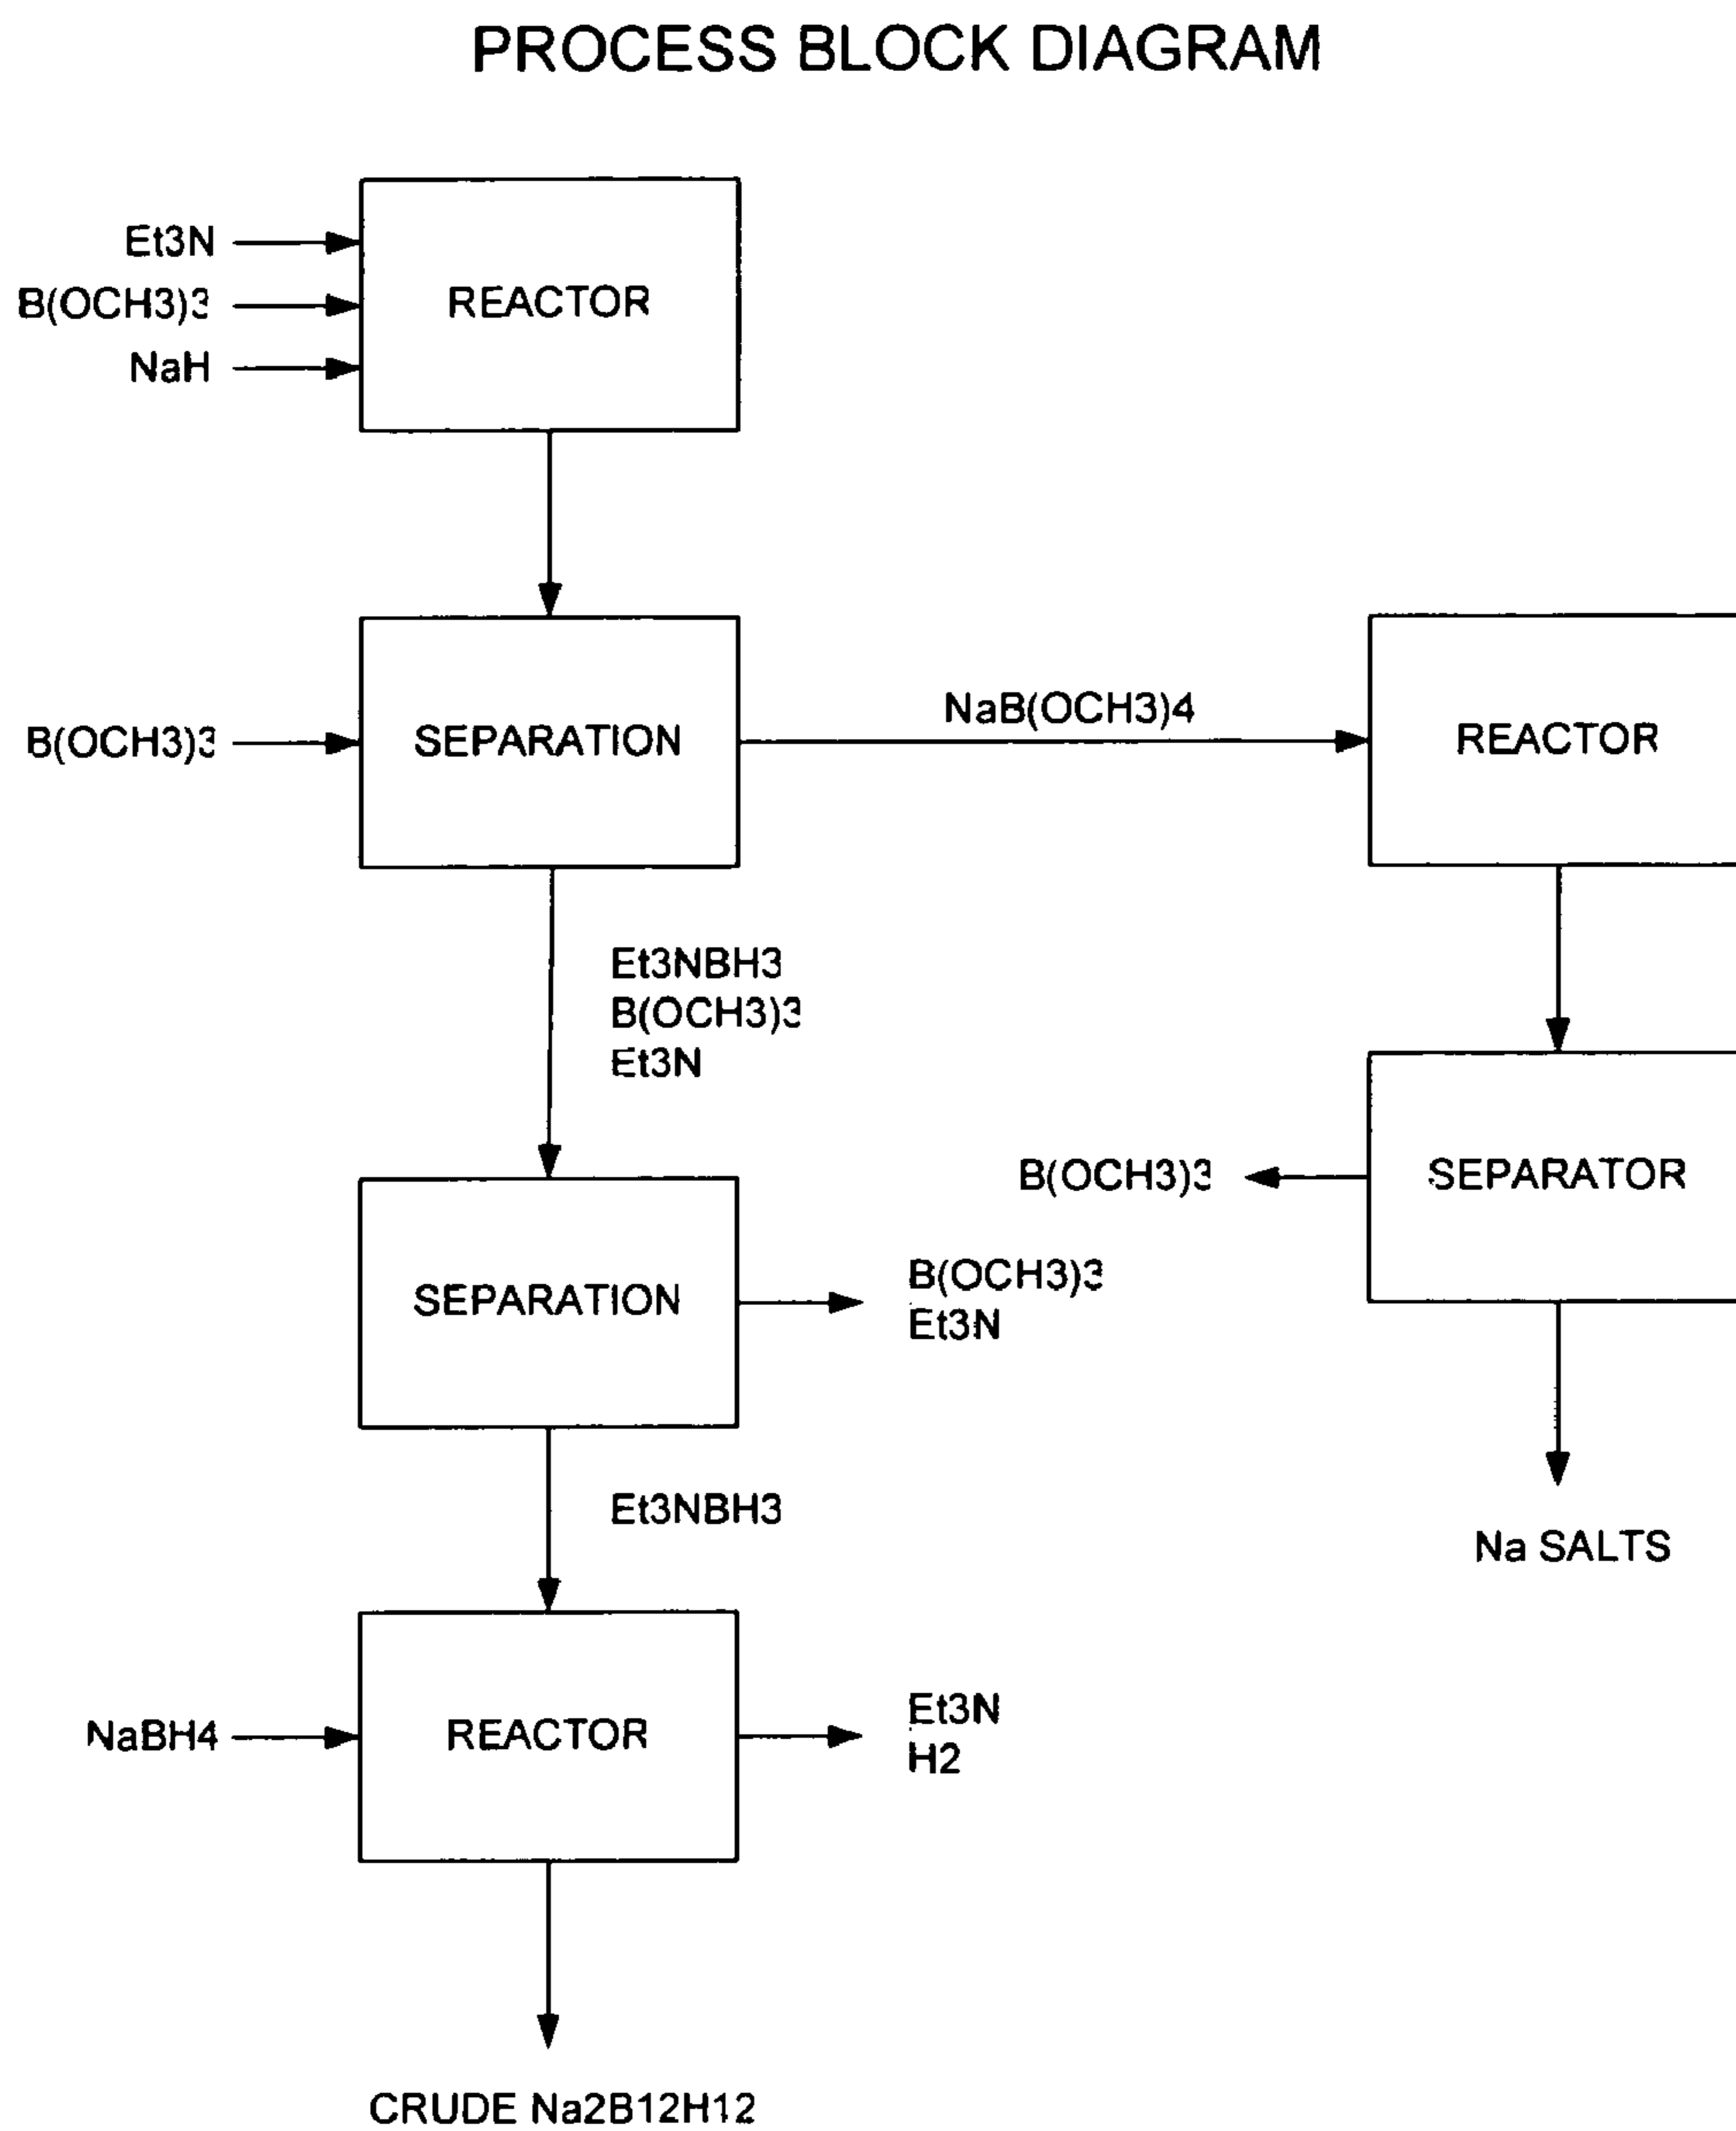 PROCESS BLOCK DIAGRAM
Et3N
B(OCH3)3
NaH
REACTOR
B(OCH3)3
SEPARATION
NaB(OCH3)4
REACTOR
Et3NBH3
B(OCH3)3
Et3N
B(OCH3)3
SEPARATOR
SEPARATION
B(OCH3)3
Et3N
Et3NBH3
Na SALTS
NaBH4
REACTOR
Et3N
H2
CRUDE Na2B12H12